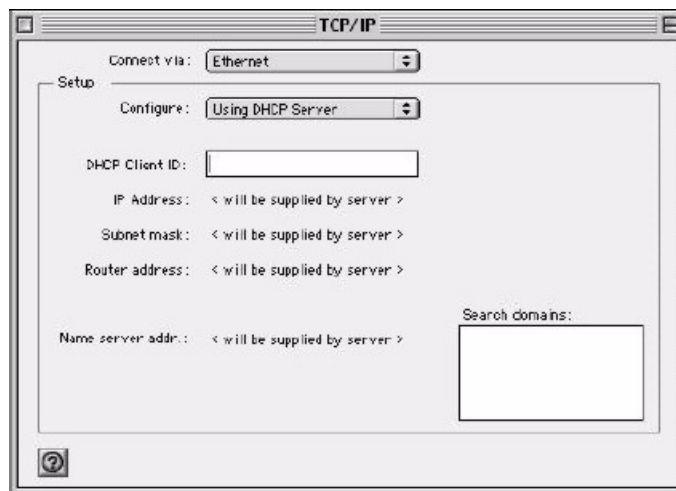 TCP/IP
Connect via: Ethernet
Setup
Configure: Using DHCP Server
DHCP Client ID:
IP Address: < will be supplied by server >
Subnet mask: < will be supplied by server >
Router address: < will be supplied by server >
Search domains:
Name server addr.: < will be supplied by server >
?